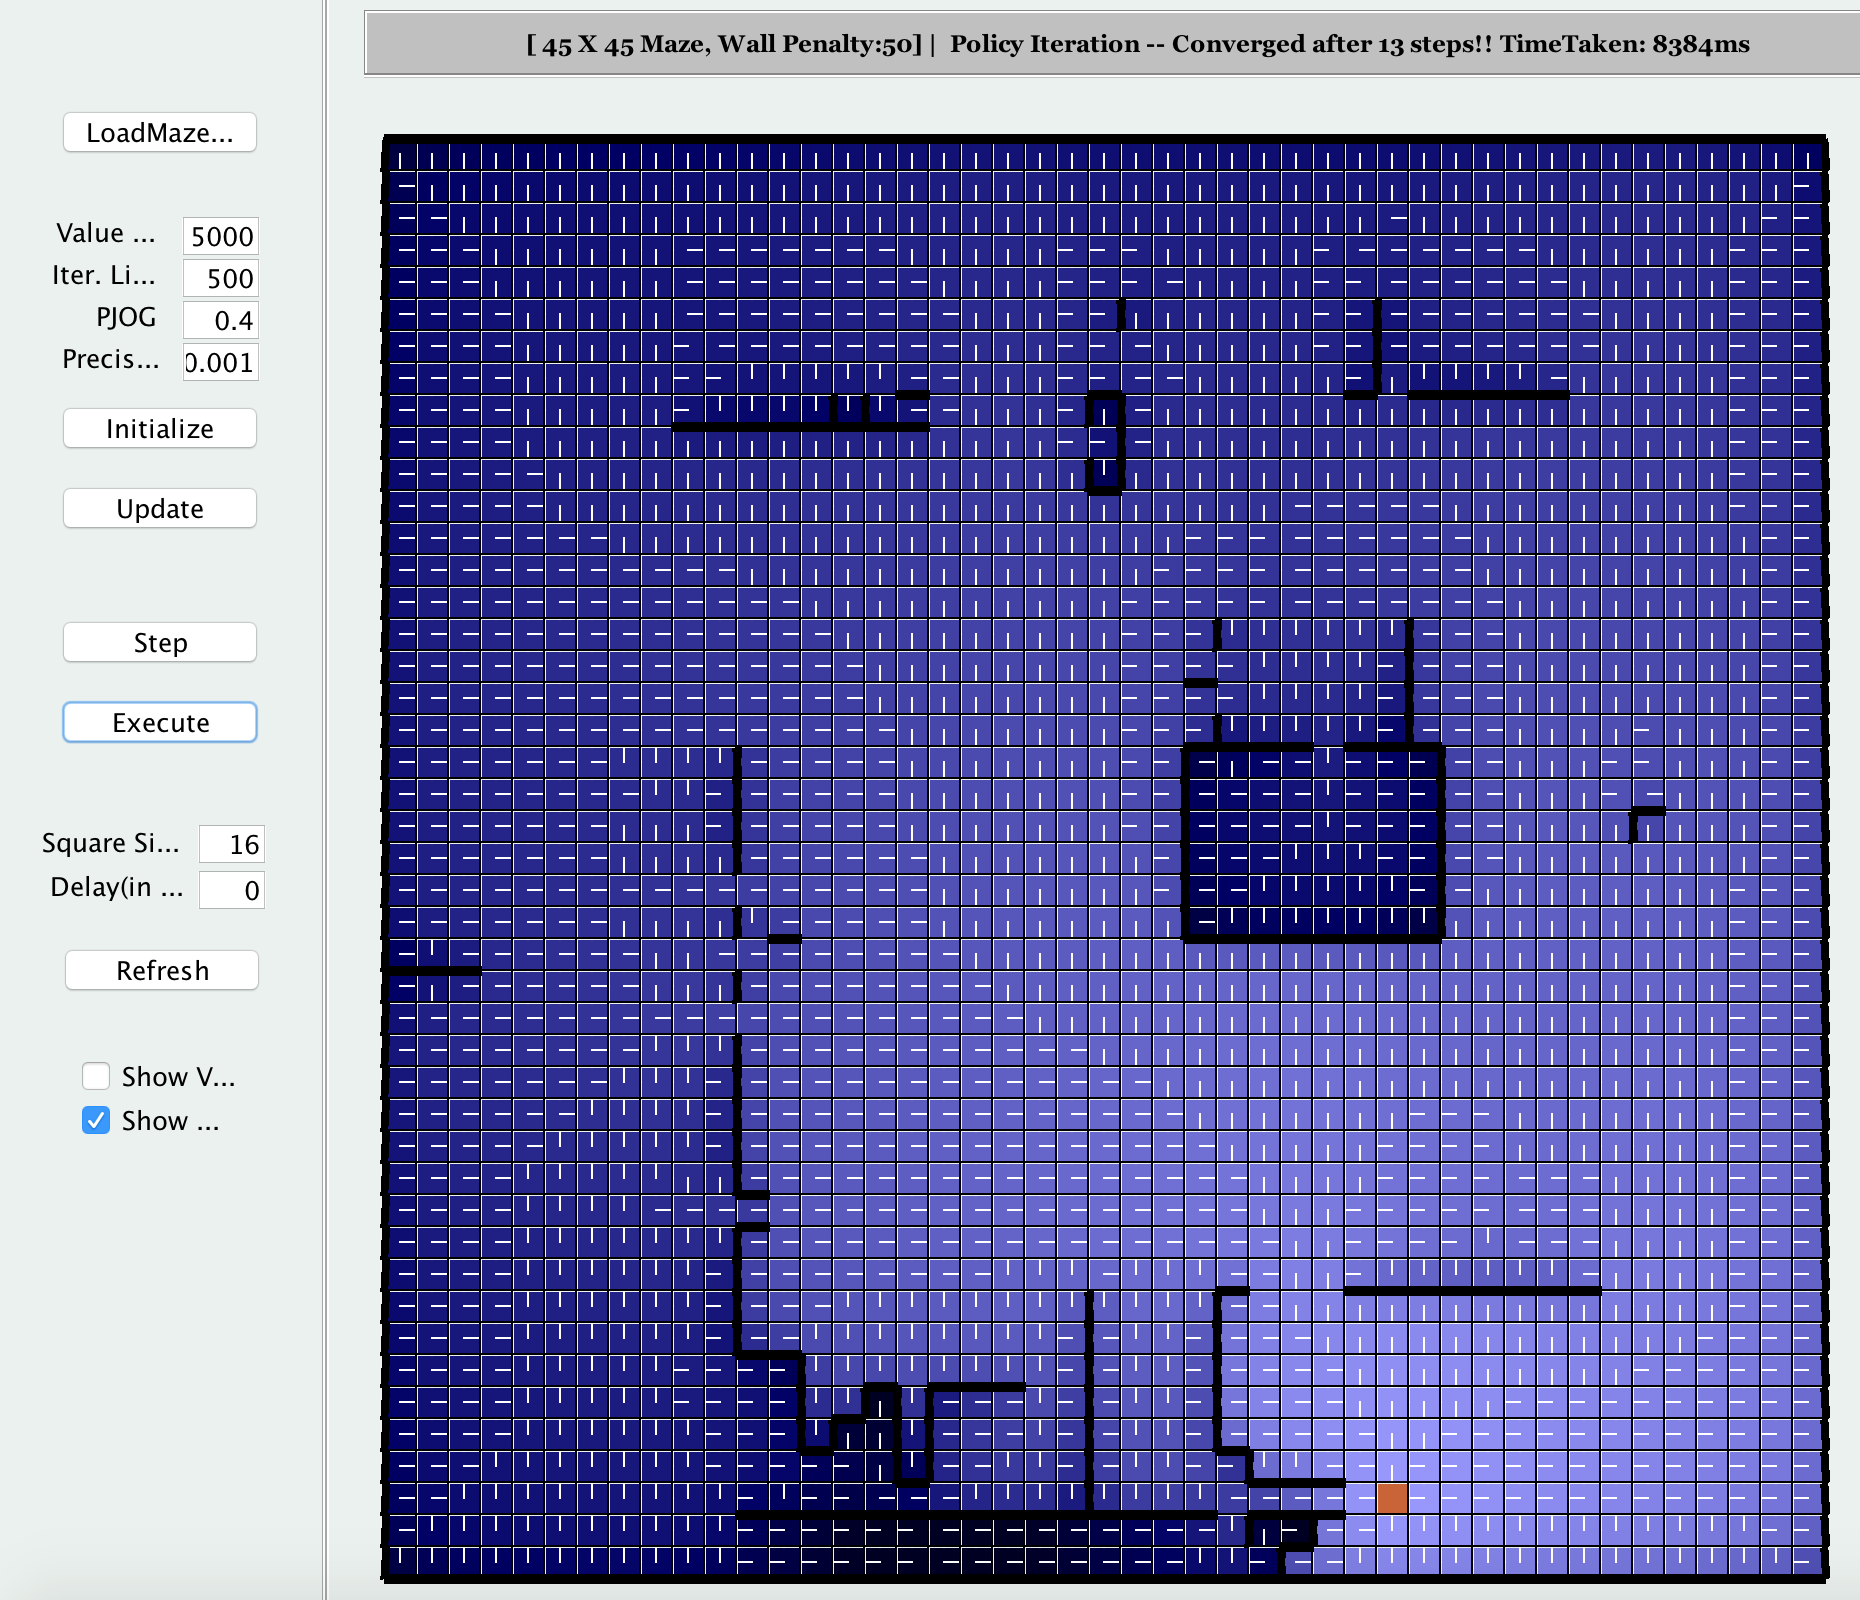 [ 45 X 45 Maze, Wall Penalty:50] | Policy Iteration -- Converged after 13 steps!! TimeTaken: 8384ms
LoadMaze...
Value ... 5000
Iter. Li... 500
PJOG 0.4
Precis... 0.001
Initialize
Update
Step
Execute
Square Si... 16
Delay(in ... 0
Refresh
Show V...
Show ...